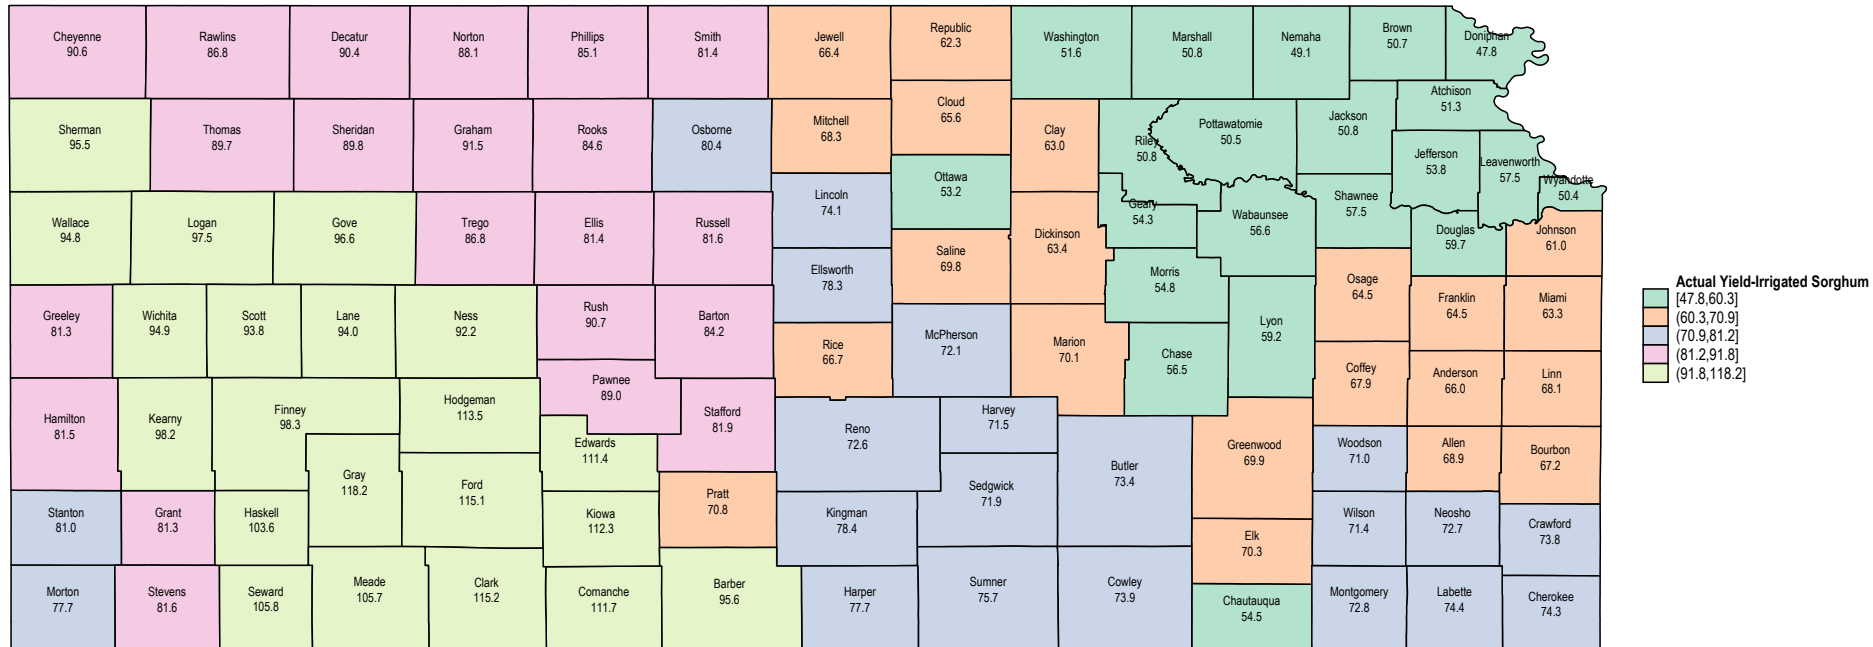 Cheyenne
90.6
Rawlins
86.8
Decatur
90.4
Norton
88.1
Phillips
85.1
Smith
81.4
Jewell
66.4
Republic
62.3
Washington
51.6
Marshall
50.8
Nemaha
49.1
Brown
50.7
Doniphan
47.8
Sherman
95.5
Thomas
89.7
Sheridan
89.8
Graham
91.5
Rooks
84.6
Osborne
80.4
Mitchell
68.3
Cloud
65.6
Clay
63.0
Riley
50.8
Pottawatomie
50.5
Jackson
50.8
Atchison
51.3
Jefferson
53.8
Leavenworth
57.5
Wyandotte
50.4
Wallace
94.8
Logan
97.5
Gove
96.6
Trego
86.8
Ellis
81.4
Russell
81.6
Lincoln
74.1
Ottawa
53.2
Ellsworth
78.3
Saline
69.8
Dickinson
63.4
Geary
54.3
Wabaunsee
56.6
Shawnee
57.5
Douglas
59.7
Johnson
61.0
Morris
54.8
Osage
64.5
Franklin
64.5
Miami
63.3
Greeley
81.3
Wichita
94.9
Scott
93.8
Lane
94.0
Ness
92.2
Rush
90.7
Barton
84.2
Rice
66.7
McPherson
72.1
Marion
70.1
Chase
56.5
Lyon
59.2
Coffey
67.9
Anderson
66.0
Linn
68.1
Hamilton
81.5
Kearny
98.2
Finney
98.3
Hodgeman
113.5
Pawnee
89.0
Stafford
81.9
Edwards
111.4
Gray
118.2
Ford
115.1
Reno
72.6
Harvey
71.5
Sedgwick
71.9
Butler
73.4
Greenwood
69.9
Woodson
71.0
Allen
68.9
Bourbon
67.2
Stanton
81.0
Grant
81.3
Haskell
103.6
Kiowa
112.3
Pratt
70.8
Kingman
78.4
Elk
70.3
Wilson
71.4
Neosho
72.7
Crawford
73.8
Morton
77.7
Stevens
81.6
Seward
105.8
Meade
105.7
Clark
115.2
Comanche
111.7
Barber
95.6
Harper
77.7
Sumner
75.7
Cowley
73.9
Chautauqua
54.5
Montgomery
72.8
Labette
74.4
Cherokee
74.3
Actual Yield-Irrigated Sorghum
[47.8,60.3]
(60.3,70.9]
(70.9,81.2]
(81.2,91.8]
(91.8,118.2]